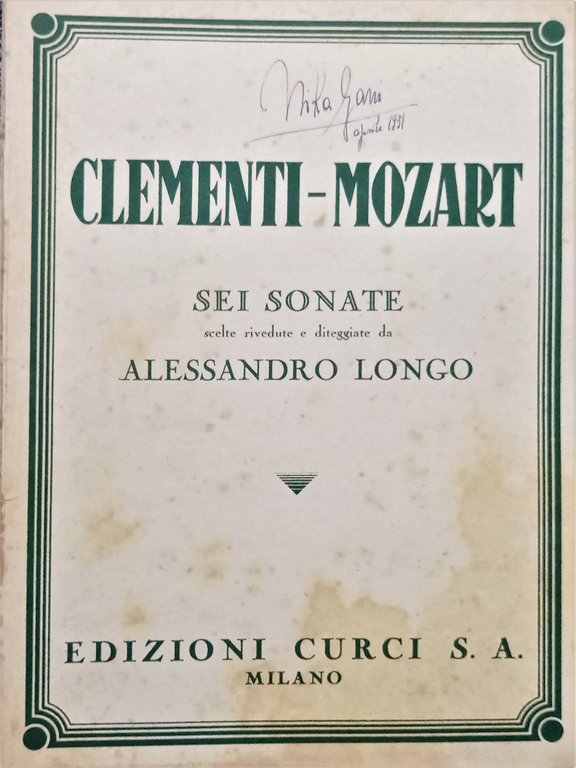 Nika Gani
aprile 1931
CLEMENTI-MOZART
SEI SONATE
scelte rivedute e diteggiate da
ALESSANDRO LONGO
EDIZIONI CURCI S. A.
MILANO